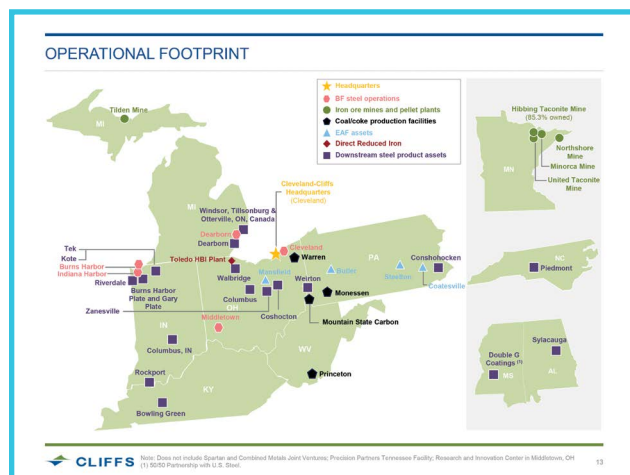 OPERATIONAL FOOTPRINT
Headquarters
BF steel operations
Iron ore mines and pellet plants
Coal/coke production facilities
EAF assets
Direct Reduced Iron
Downstream steel product assets
Tilden Mine
MI
MI
Windsor, Tillsonburg &
Otterville, ON, Canada
Dearborn
Dearborn
Cleveland-Cliffs
Headquarters
(Cleveland)
Cleveland
Warren
Toledo HBI Plant
Walbridge
Mansfield
Tek
Kote
Burns Harbor
Indiana Harbor
Riverdale
Burns Harbor
Plate and Gary
Plate
Zanesville
Columbus
OH
Coshocton
Weirton
Butler
PA
Steelton
Conshohocken
Coatesville
Monessen
Mountain State Carbon
Middletown
IN
Columbus, IN
WV
Princeton
Rockport
KY
Bowling Green
Hibbing Taconite Mine
(85.3% owned)
MN
Northshore
Mine
Minorca Mine
United Taconite
Mine
NC
Piedmont
Sylacauga
Double G
Coatings (1)
MS
AL
CLIFFS
Note: Does not include Spartan and Combined Metals Joint Ventures; Precision Partners Tennessee Facility; Research and Innovation Center in Middletown, OH
(1) 50/50 Partnership with U.S. Steel.
13